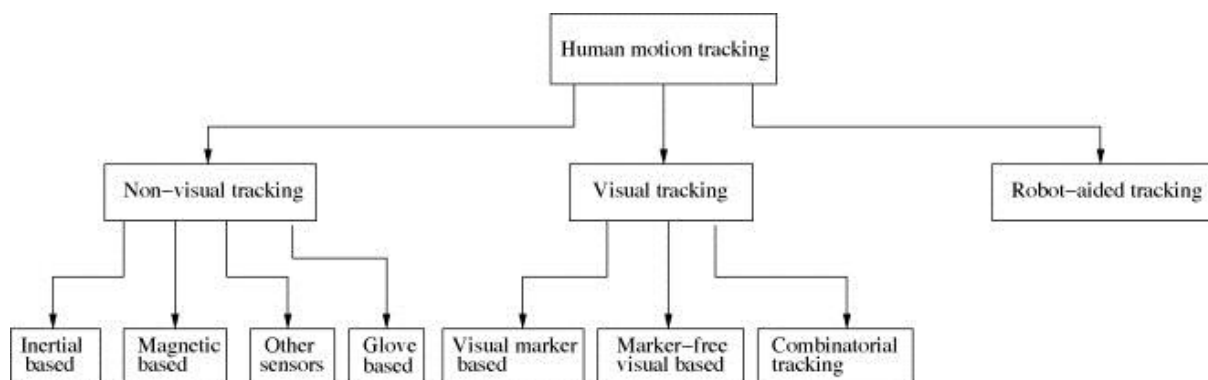 Human motion tracking
Non-visual tracking
Visual tracking
Robot-aided tracking
Inertial
based
Magnetic
based
Other
sensors
Glove
based
Visual marker
based
Marker-free
visual based
Combinatorial
tracking